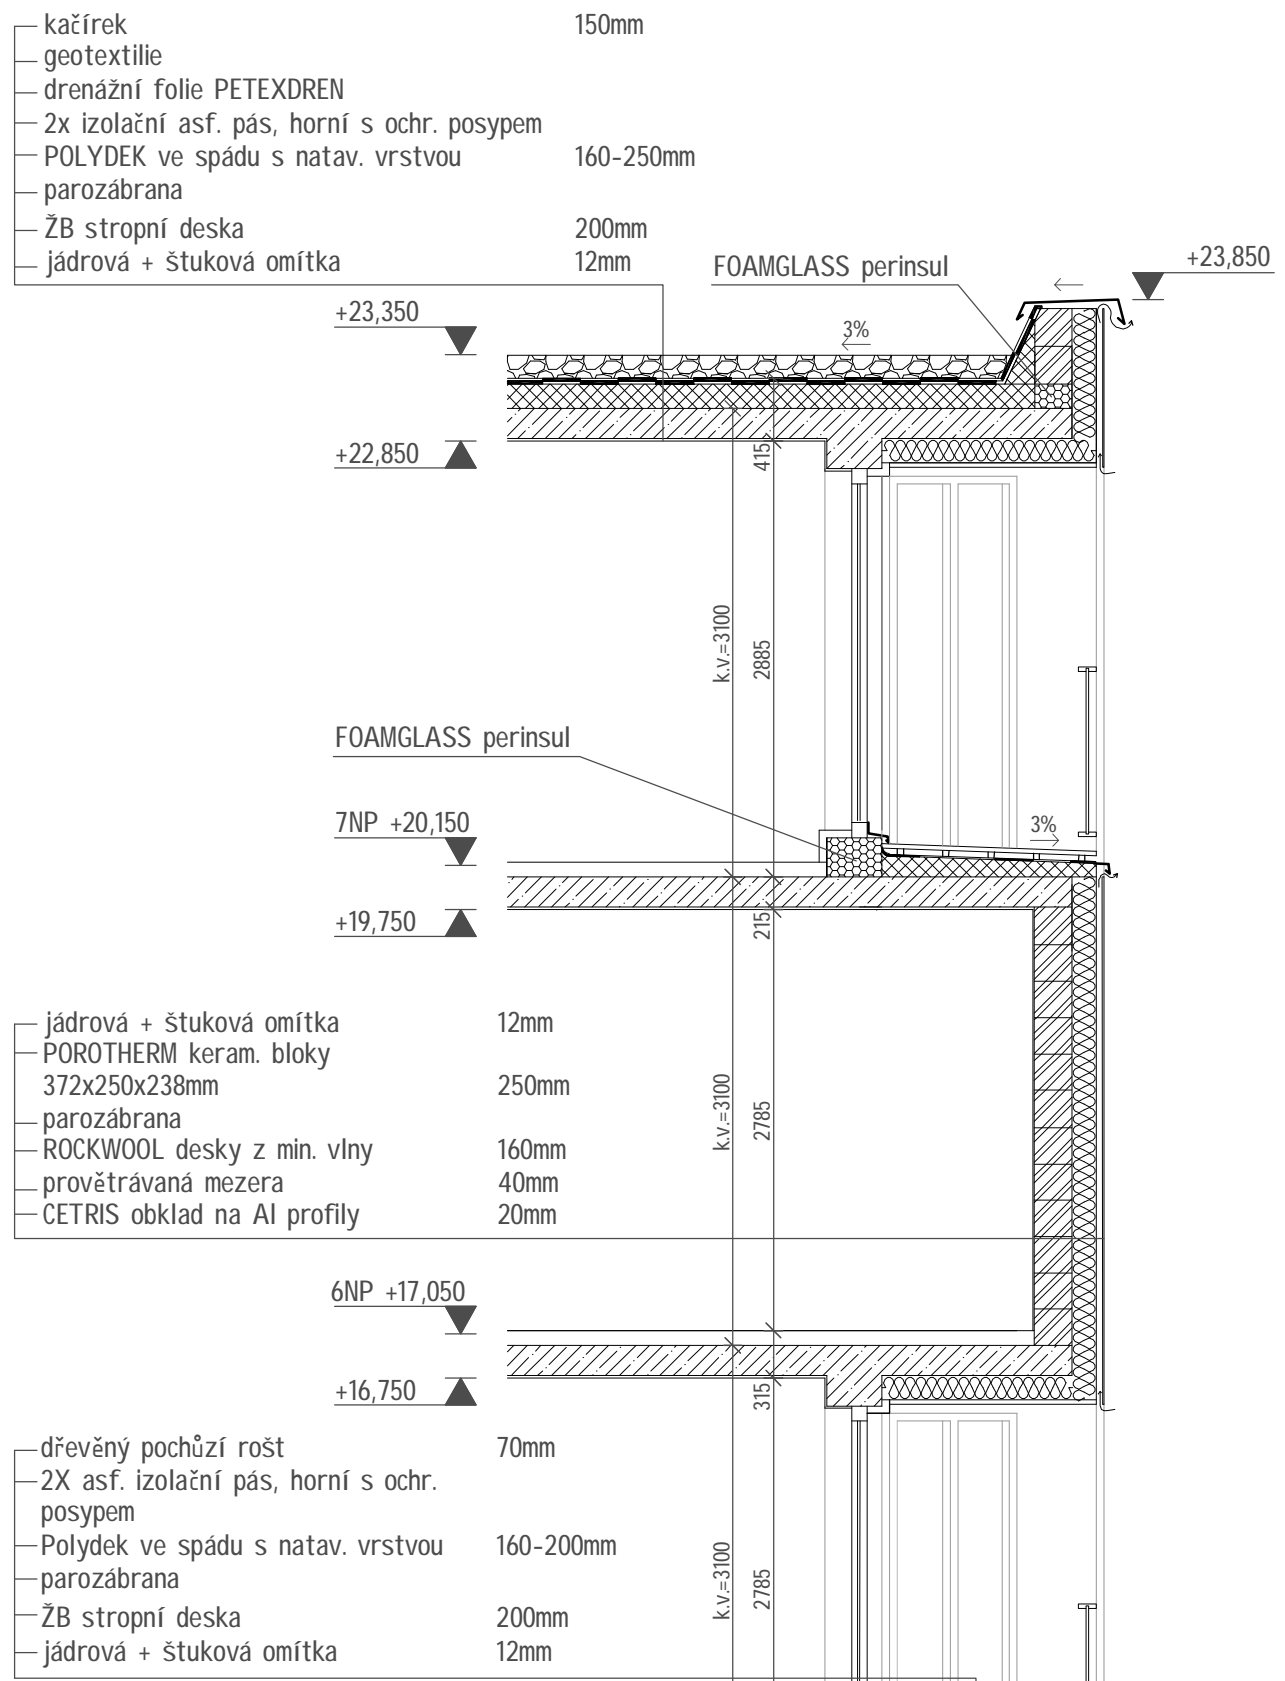 kačírek 150mm
geotextilie
drenážní folie PETEXDREN
2x izolační asf. pás, horní s ochr. posypem
POLYDEK ve spádu s natav. vrstvou 160-250mm
parozábrana
ŽB stropní deska 200mm
jádrová + štuková omítka 12mm
FOAMGLASS perinsul
+23,850
+23,350
3%
+22,850
415
k.v.=3100
2885
FOAMGLASS perinsul
7NP +20,150
3%
+19,750
215
jádrová + štuková omítka 12mm
POROTHERM keram. bloky
372x250x238mm 250mm
parozábrana
ROCKWOOL desky z min. vlny 160mm
provětrávaná mezera 40mm
CETRIS obklad na Al profily 20mm
k.v.=3100
2785
6NP +17,050
+16,750
315
dřevěný pochůzí rošt 70mm
2X asf. izolační pás, horní s ochr.
posypem
Polydek ve spádu s natav. vrstvou 160-200mm
parozábrana
ŽB stropní deska 200mm
jádrová + štuková omítka 12mm
k.v.=3100
2785